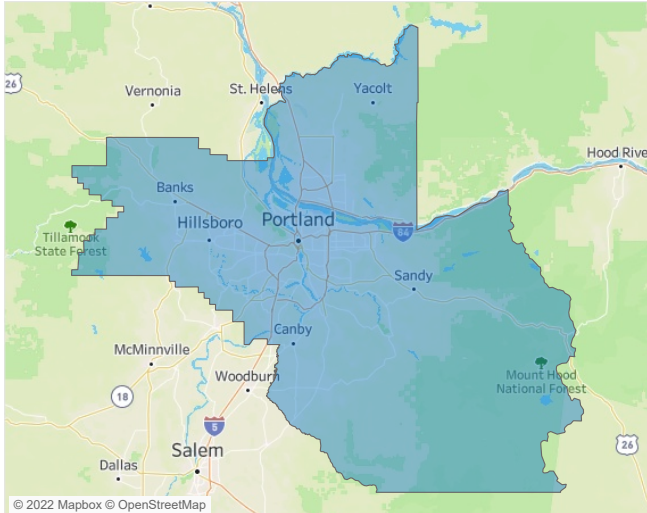 26
Vernonia
St. Helens
Yacolt
Hood Rive
Banks
Hillsboro
Portland
84
Tillamook
State Forest
Sandy
Canby
McMinnville
Mount Hood
National Forest
Woodburn
18
5
26
Salem
Dallas
© 2022 Mapbox © OpenStreetMap